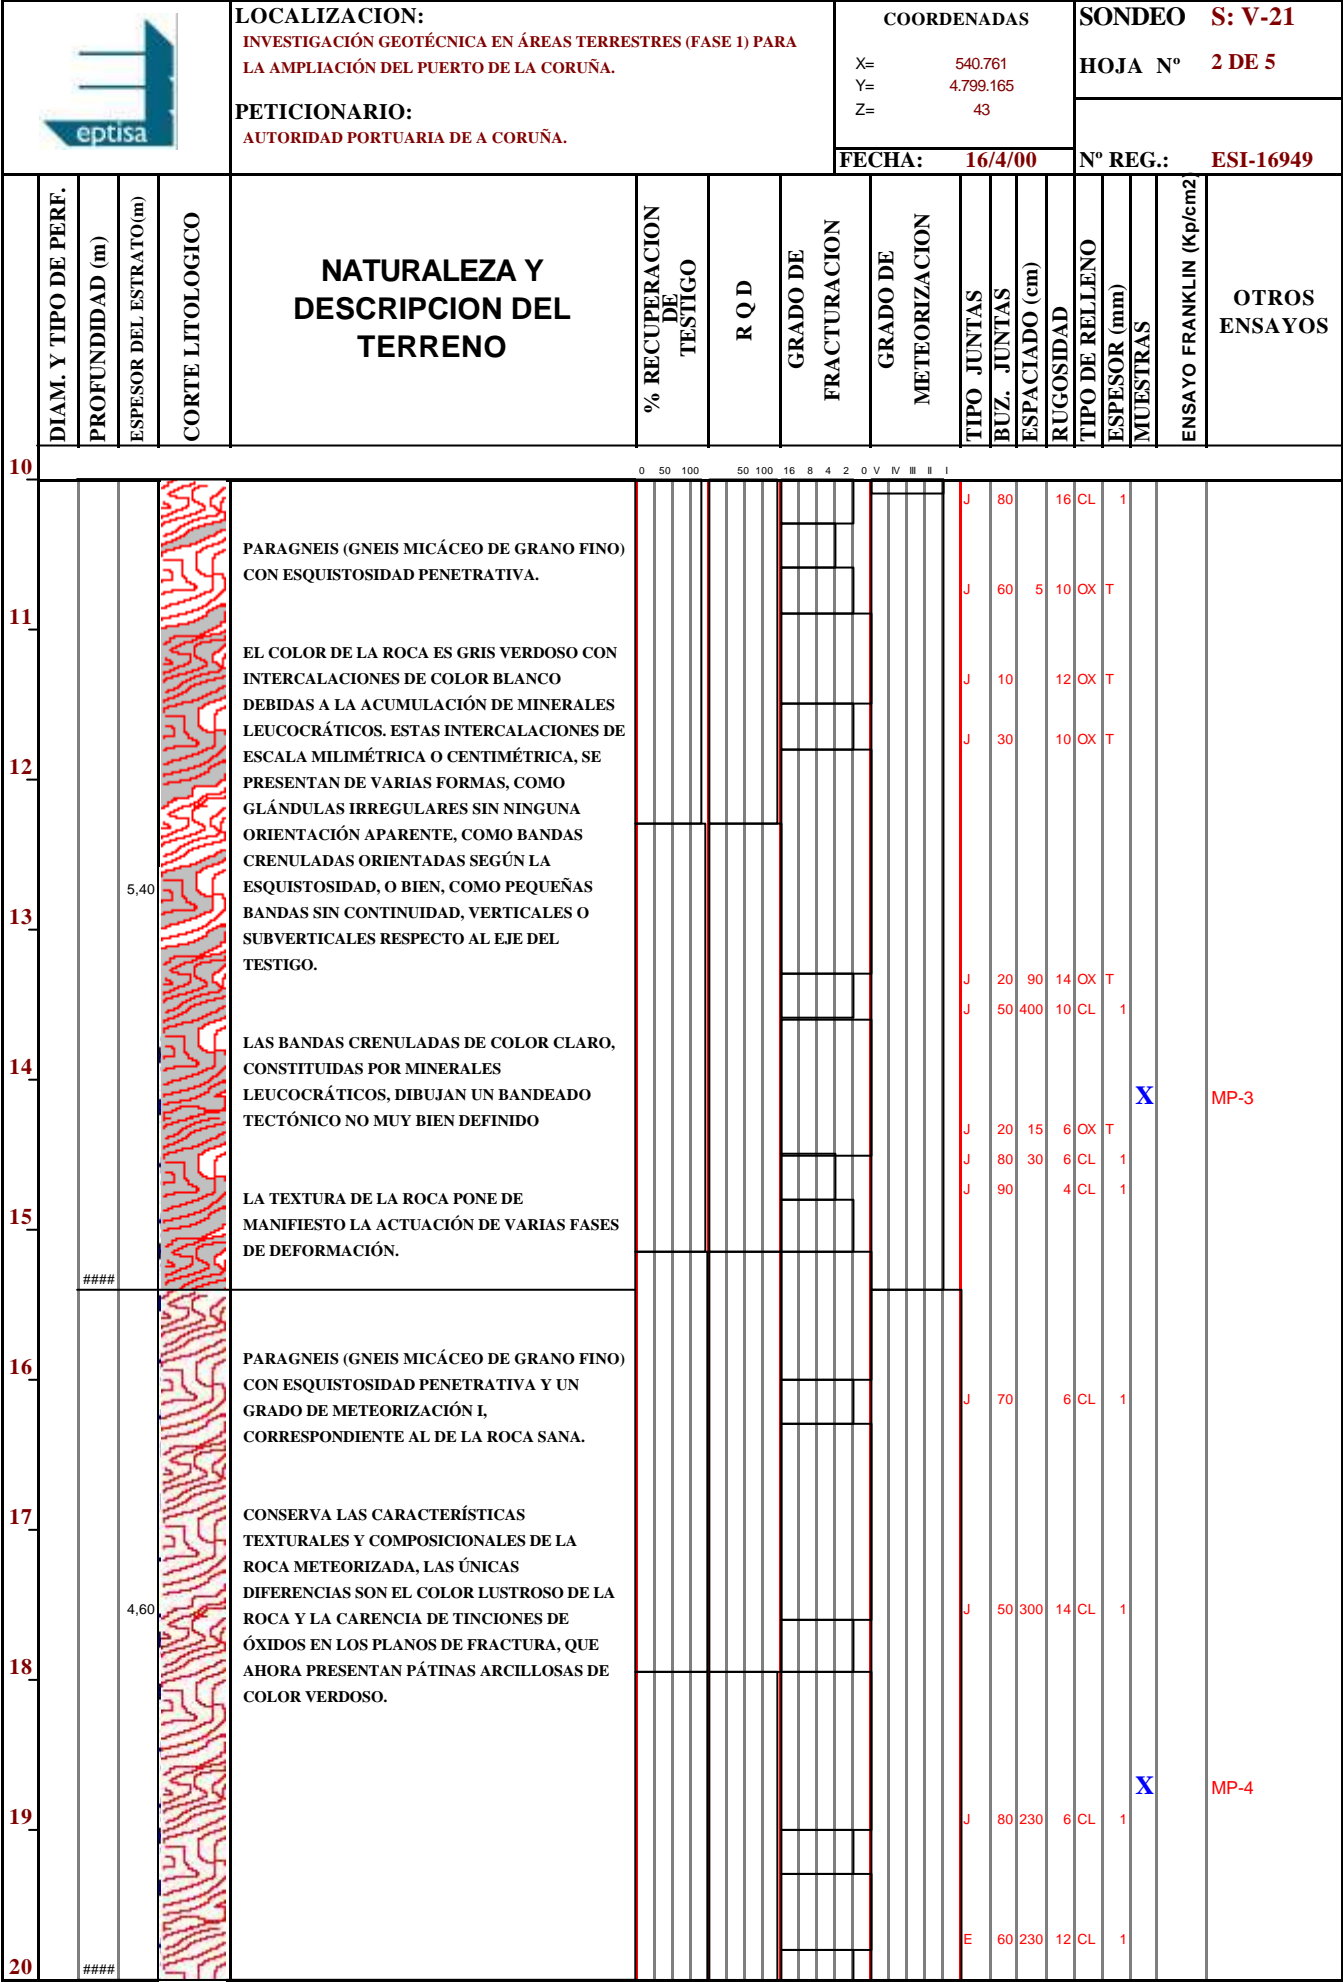 eptisa
LOCALIZACION:
INVESTIGACIÓN GEOTÉCNICA EN ÁREAS TERRESTRES (FASE 1) PARA
LA AMPLIACIÓN DEL PUERTO DE LA CORUÑA.
PETICIONARIO:
AUTORIDAD PORTUARIA DE A CORUÑA.
COORDENADAS
X= 540.761
Y= 4.799.165
Z= 43
FECHA: 16/4/00
SONDEO S: V-21
HOJA Nº 2 DE 5
Nº REG.: ESI-16949
DIAM. Y TIPO DE PERF.
PROFUNDIDAD (m)
ESPESOR DEL ESTRATO(m)
CORTE LITOLOGICO
NATURALEZA Y
DESCRIPCION DEL
TERRENO
% RECUPERACION
DE
TESTIGO
R Q D
GRADO DE
FRACTURACION
GRADO DE
METEORIZACION
TIPO JUNTAS
BUZ. JUNTAS
ESPACIADO (cm)
RUGOSIDAD
TIPO DE RELLENO
ESPESOR (mm)
MUESTRAS
ENSAYO FRANKLIN (Kp/cm2)
OTROS
ENSAYOS
10
0 50 100 50 100 16 8 4 2 0 V IV III II I
J 80 16 CL 1
PARAGNEIS (GNEIS MICÁCEO DE GRANO FINO)
CON ESQUISTOSIDAD PENETRATIVA.
J 60 5 10 OX T
11
EL COLOR DE LA ROCA ES GRIS VERDOSO CON
INTERCALACIONES DE COLOR BLANCO
J 10 12 OX T
DEBIDAS A LA ACUMULACIÓN DE MINERALES
LEUCOCRÁTICOS. ESTAS INTERCALACIONES DE
J 30 10 OX T
ESCALA MILIMÉTRICA O CENTIMÉTRICA, SE
12
PRESENTAN DE VARIAS FORMAS, COMO
GLÁNDULAS IRREGULARES SIN NINGUNA
ORIENTACIÓN APARENTE, COMO BANDAS
CRENULADAS ORIENTADAS SEGÚN LA
5,40
ESQUISTOSIDAD, O BIEN, COMO PEQUEÑAS
13
BANDAS SIN CONTINUIDAD, VERTICALES O
SUBVERTICALES RESPECTO AL EJE DEL
TESTIGO.
J 20 90 14 OX T
J 50 400 10 CL 1
LAS BANDAS CRENULADAS DE COLOR CLARO,
14
CONSTITUIDAS POR MINERALES
LEUCOCRÁTICOS, DIBUJAN UN BANDEADO
X MP-3
TECTÓNICO NO MUY BIEN DEFINIDO
J 20 15 6 OX T
J 80 30 6 CL 1
J 90 4 CL 1
LA TEXTURA DE LA ROCA PONE DE
15
MANIFIESTO LA ACTUACIÓN DE VARIAS FASES
DE DEFORMACIÓN.
####
PARAGNEIS (GNEIS MICÁCEO DE GRANO FINO)
16
CON ESQUISTOSIDAD PENETRATIVA Y UN
J 70 6 CL 1
GRADO DE METEORIZACIÓN I,
CORRESPONDIENTE AL DE LA ROCA SANA.
17
CONSERVA LAS CARACTERÍSTICAS
TEXTURALES Y COMPOSICIONALES DE LA
ROCA METEORIZADA, LAS ÚNICAS
DIFERENCIAS SON EL COLOR LUSTROSO DE LA
4,60
J 50 300 14 CL 1
ROCA Y LA CARENCIA DE TINCIONES DE
ÓXIDOS EN LOS PLANOS DE FRACTURA, QUE
18
AHORA PRESENTAN PÁTINAS ARCILLOSAS DE
COLOR VERDOSO.
X MP-4
19
J 80 230 6 CL 1
E 60 230 12 CL 1
20
####